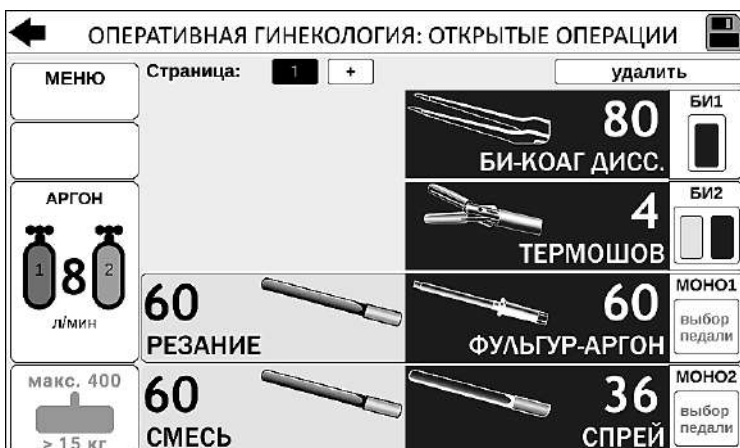 ОПЕРАТИВНАЯ ГИНЕКОЛОГИЯ: ОТКРЫТЫЕ ОПЕРАЦИИ
МЕНЮ
Страница: 1 +
удалить
80
БИ-КОАГ ДИСС.
БИ1
АРГОН
1 8 2
л/мин
4
ТЕРМОШОВ
БИ2
60
РЕЗАНИЕ
60
ФУЛЬГУР-АРГОН
МОНО1
выбор
педали
макс. 400
> 15 кг
60
СМЕСЬ
36
СПРЕЙ
МОНО2
выбор
педали